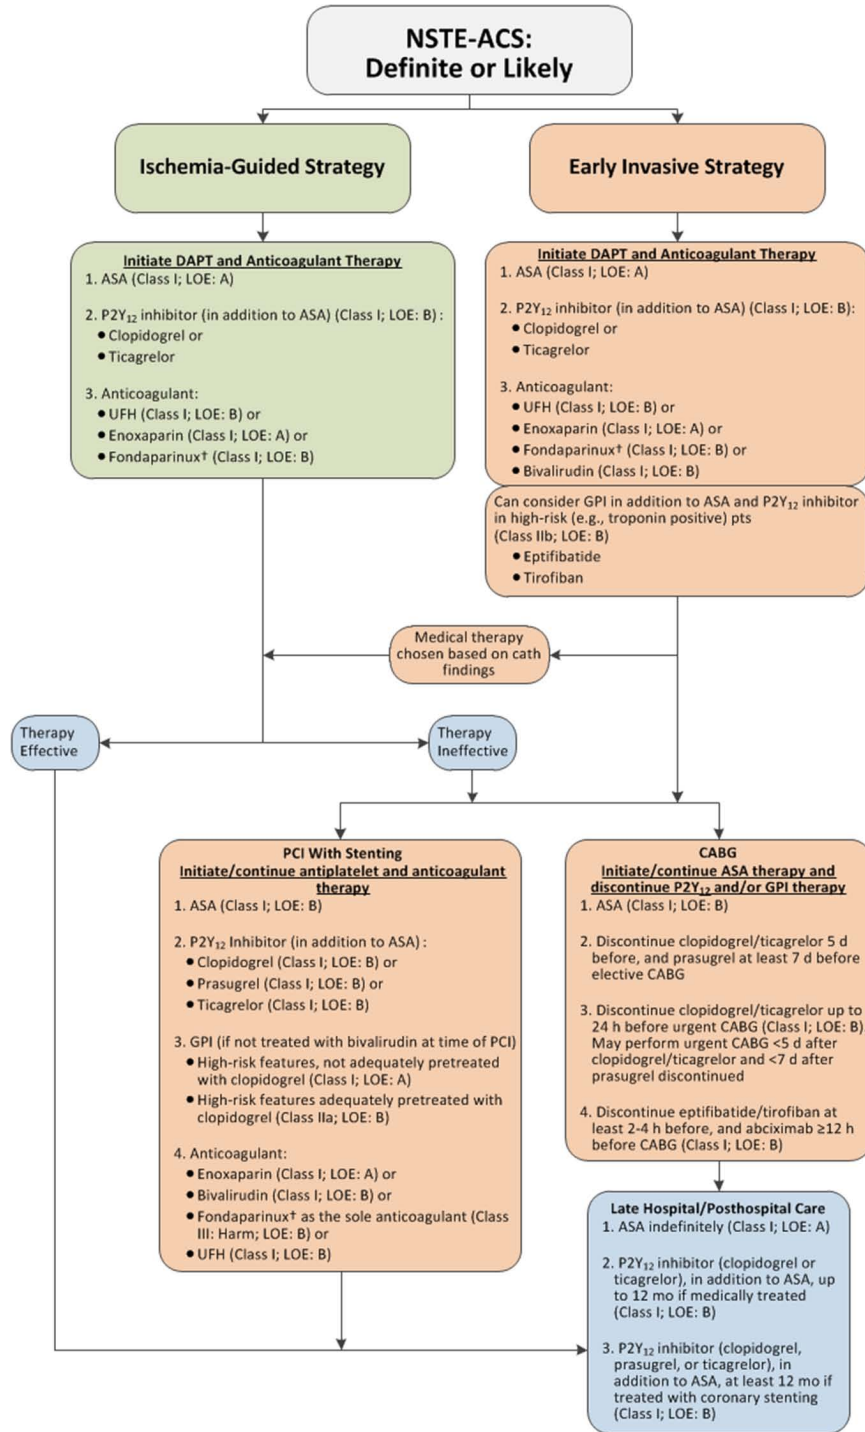 NSTE-ACS:
Definite or Likely
Ischemia-Guided Strategy
Early Invasive Strategy
Initiate DAPT and Anticoagulant Therapy
1. ASA (Class I; LOE: A)
2. P2Y₁₂ inhibitor (in addition to ASA) (Class I; LOE: B) :
● Clopidogrel or
● Ticagrelor
3. Anticoagulant:
● UFH (Class I; LOE: B) or
● Enoxaparin (Class I; LOE: A) or
● Fondaparinux† (Class I; LOE: B)
Initiate DAPT and Anticoagulant Therapy
1. ASA (Class I; LOE: A)
2. P2Y₁₂ inhibitor (in addition to ASA) (Class I; LOE: B):
● Clopidogrel or
● Ticagrelor
3. Anticoagulant:
● UFH (Class I; LOE: B) or
● Enoxaparin (Class I; LOE: A) or
● Fondaparinux† (Class I; LOE: B) or
● Bivalirudin (Class I; LOE: B)
Can consider GPI in addition to ASA and P2Y₁₂ inhibitor
in high-risk (e.g., troponin positive) pts
(Class IIb; LOE: B)
● Eptifibatide
● Tirofiban
Medical therapy
chosen based on cath
findings
Therapy
Effective
Therapy
Ineffective
PCI With Stenting
Initiate/continue antiplatelet and anticoagulant
therapy
1. ASA (Class I; LOE: B)
2. P2Y₁₂ Inhibitor (in addition to ASA) :
● Clopidogrel (Class I; LOE: B) or
● Prasugrel (Class I; LOE: B) or
● Ticagrelor (Class I; LOE: B)
3. GPI (if not treated with bivalirudin at time of PCI)
● High-risk features, not adequately pretreated
with clopidogrel (Class I; LOE: A)
● High-risk features adequately pretreated with
clopidogrel (Class IIa; LOE: B)
4. Anticoagulant:
● Enoxaparin (Class I; LOE: A) or
● Bivalirudin (Class I; LOE: B) or
● Fondaparinux† as the sole anticoagulant (Class
III: Harm; LOE: B) or
● UFH (Class I; LOE: B)
CABG
Initiate/continue ASA therapy and
discontinue P2Y₁₂ and/or GPI therapy
1. ASA (Class I; LOE: B)
2. Discontinue clopidogrel/ticagrelor 5 d
before, and prasugrel at least 7 d before
elective CABG
3. Discontinue clopidogrel/ticagrelor up to
24 h before urgent CABG (Class I; LOE: B)
May perform urgent CABG <5 d after
clopidogrel/ticagrelor and <7 d after
prasugrel discontinued
4. Discontinue eptifibatide/tirofiban at
least 2-4 h before, and abciximab ≥12 h
before CABG (Class I; LOE: B)
Late Hospital/Posthospital Care
1. ASA indefinitely (Class I; LOE: A)
2. P2Y₁₂ inhibitor (clopidogrel or
ticagrelor), in addition to ASA, up
to 12 mo if medically treated
(Class I; LOE: B)
3. P2Y₁₂ inhibitor (clopidogrel,
prasugrel, or ticagrelor), in
addition to ASA, at least 12 mo if
treated with coronary stenting
(Class I; LOE: B)